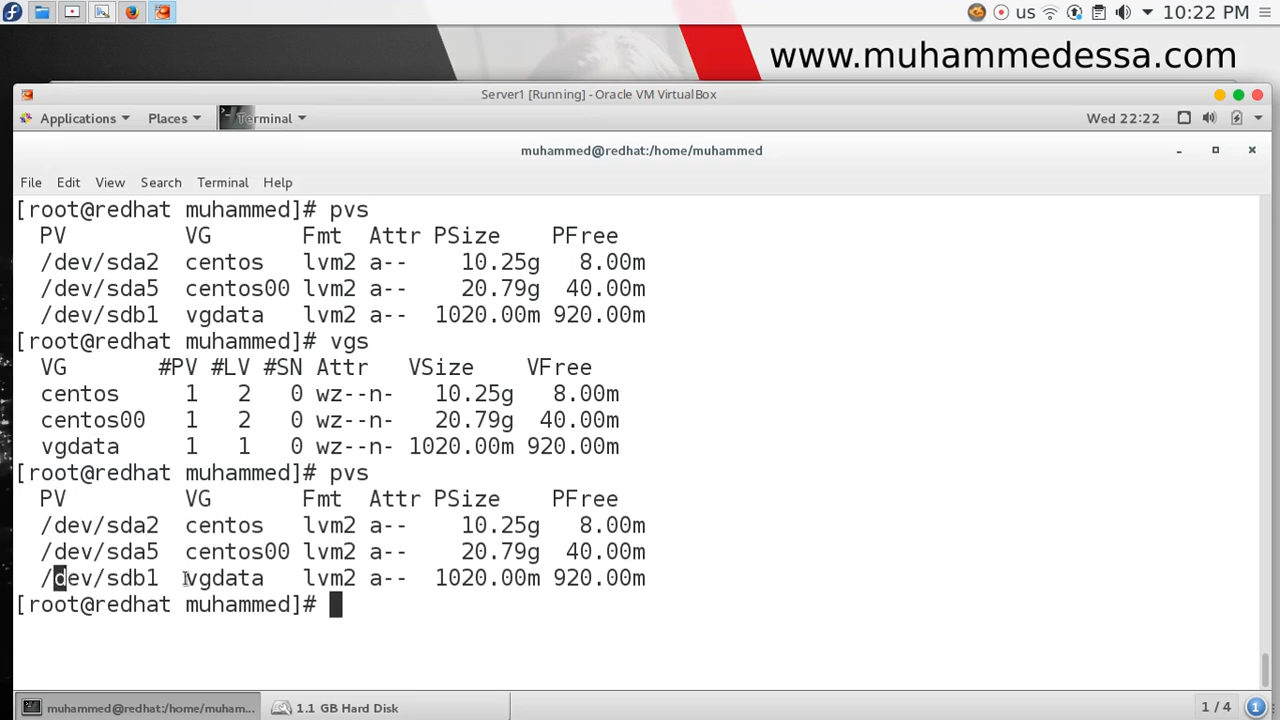 us 10:22 PM
www.muhammedessa.com
Server1 [Running] - Oracle VM VirtualBox
Applications Places Terminal Wed 22:22
muhammed@redhat:/home/muhammed
File Edit View Search Terminal Help
[root@redhat muhammed]# pvs
PV VG Fmt Attr PSize PFree
/dev/sda2 centos lvm2 a-- 10.25g 8.00m
/dev/sda5 centos00 lvm2 a-- 20.79g 40.00m
/dev/sdb1 vgdata lvm2 a-- 1020.00m 920.00m
[root@redhat muhammed]# vgs
VG #PV #LV #SN Attr VSize VFree
centos 1 2 0 wz--n- 10.25g 8.00m
centos00 1 2 0 wz--n- 20.79g 40.00m
vgdata 1 1 0 wz--n- 1020.00m 920.00m
[root@redhat muhammed]# pvs
PV VG Fmt Attr PSize PFree
/dev/sda2 centos lvm2 a-- 10.25g 8.00m
/dev/sda5 centos00 lvm2 a-- 20.79g 40.00m
/dev/sdb1 vgdata lvm2 a-- 1020.00m 920.00m
[root@redhat muhammed]#
muhammed@redhat:/home/muham... 1.1 GB Hard Disk 1 / 4 1